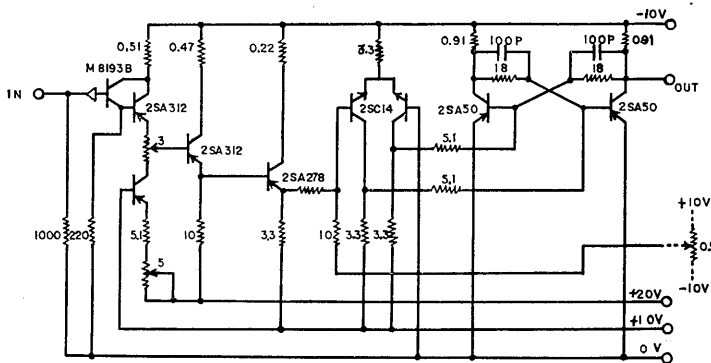 -10V
0.51
0.47
0.22
3.3
0.91
100P
100P
0.91
M8193B
18
18
IN
OUT
2SA312
2SC14
2SA50
2SA50
3
2SA312
5.1
2SA278
5.1
+10V
1000
220
5.1
10
3.3
10
3.3
3.3
5
-10V
+20V
+10V
0V